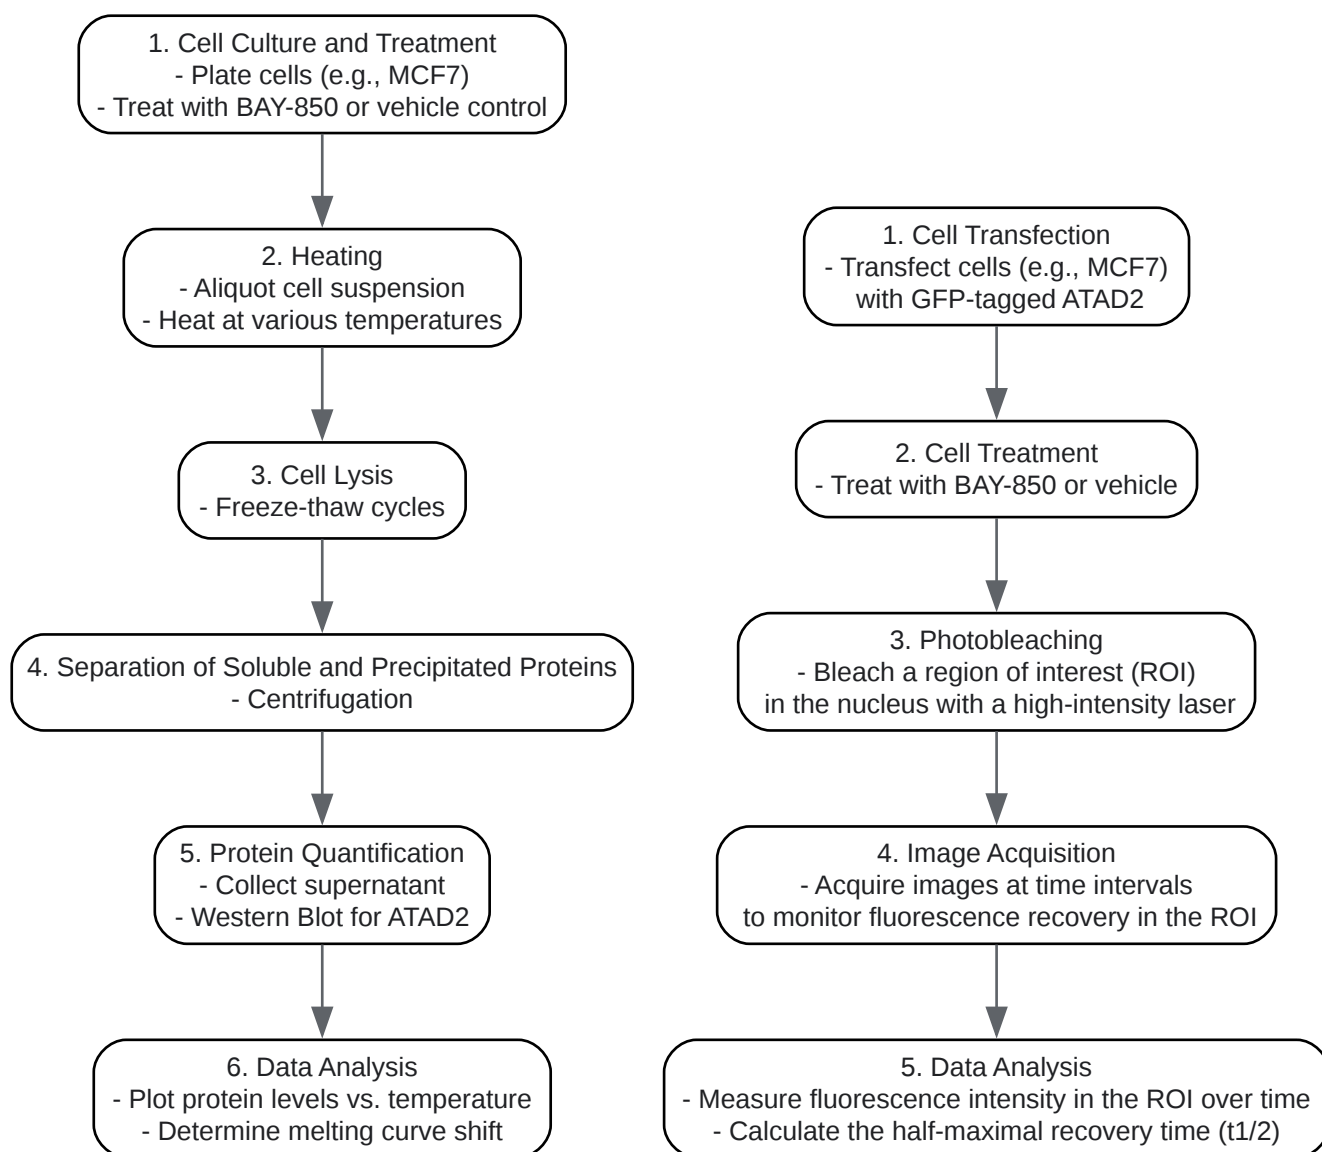 1. Cell Culture and Treatment
- Plate cells (e.g., MCF7)
- Treat with BAY-850 or vehicle control
2. Heating
- Aliquot cell suspension
- Heat at various temperatures
3. Cell Lysis
- Freeze-thaw cycles
4. Separation of Soluble and Precipitated Proteins
- Centrifugation
5. Protein Quantification
- Collect supernatant
- Western Blot for ATAD2
6. Data Analysis
- Plot protein levels vs. temperature
- Determine melting curve shift
1. Cell Transfection
- Transfect cells (e.g., MCF7)
with GFP-tagged ATAD2
2. Cell Treatment
- Treat with BAY-850 or vehicle
3. Photobleaching
- Bleach a region of interest (ROI)
in the nucleus with a high-intensity laser
4. Image Acquisition
- Acquire images at time intervals
to monitor fluorescence recovery in the ROI
5. Data Analysis
- Measure fluorescence intensity in the ROI over time
- Calculate the half-maximal recovery time (t1/2)